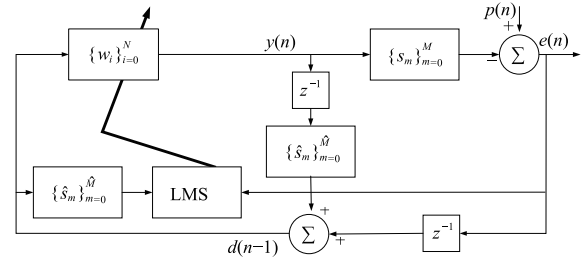 p(n)
+
{w_i}_{i=0}^{N}
y(n)
{s_m}_{m=0}^{M}
−
Σ
e(n)
z^{-1}
{ŝ_m}_{m=0}^{M̂}
{ŝ_m}_{m=0}^{M̂}
LMS
+
Σ
+
z^{-1}
d(n−1)